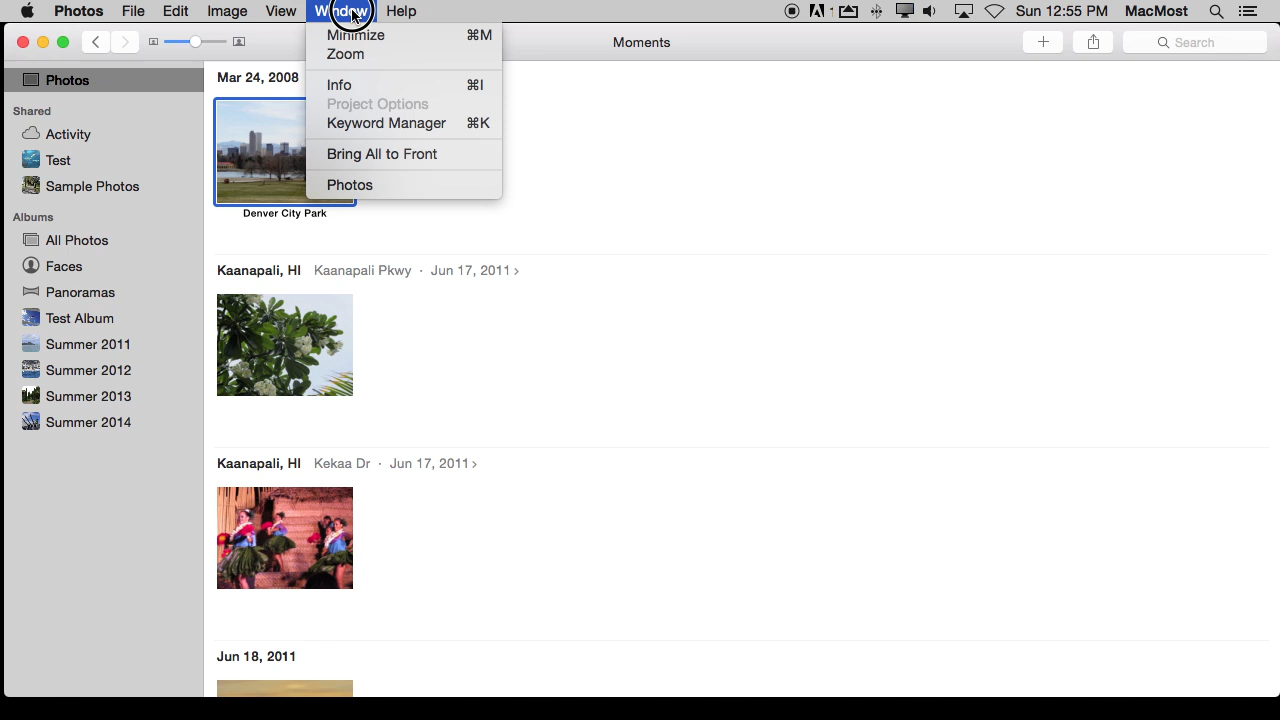 Photos File Edit Image View Window Help 1 Sun 12:55 PM MacMost
Moments
Search
Minimize ⌘M
Zoom
Info ⌘I
Project Options
Keyword Manager ⌘K
Bring All to Front
Photos
Photos
Shared
Activity
Test
Sample Photos
Albums
All Photos
Faces
Panoramas
Test Album
Summer 2011
Summer 2012
Summer 2013
Summer 2014
Mar 24, 2008
Denver City Park
Kaanapali, HI Kaanapali Pkwy · Jun 17, 2011 >
Kaanapali, HI Kekaa Dr · Jun 17, 2011 >
Jun 18, 2011